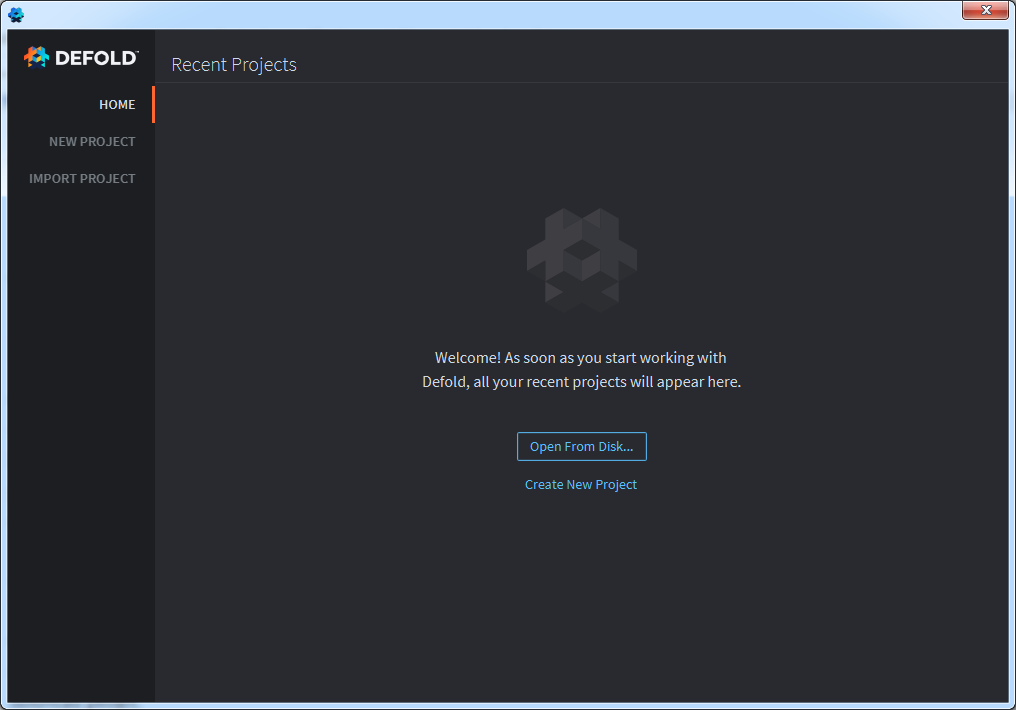 DEFOLD™
HOME
NEW PROJECT
IMPORT PROJECT
Recent Projects
Welcome! As soon as you start working with
Defold, all your recent projects will appear here.
Open From Disk...
Create New Project